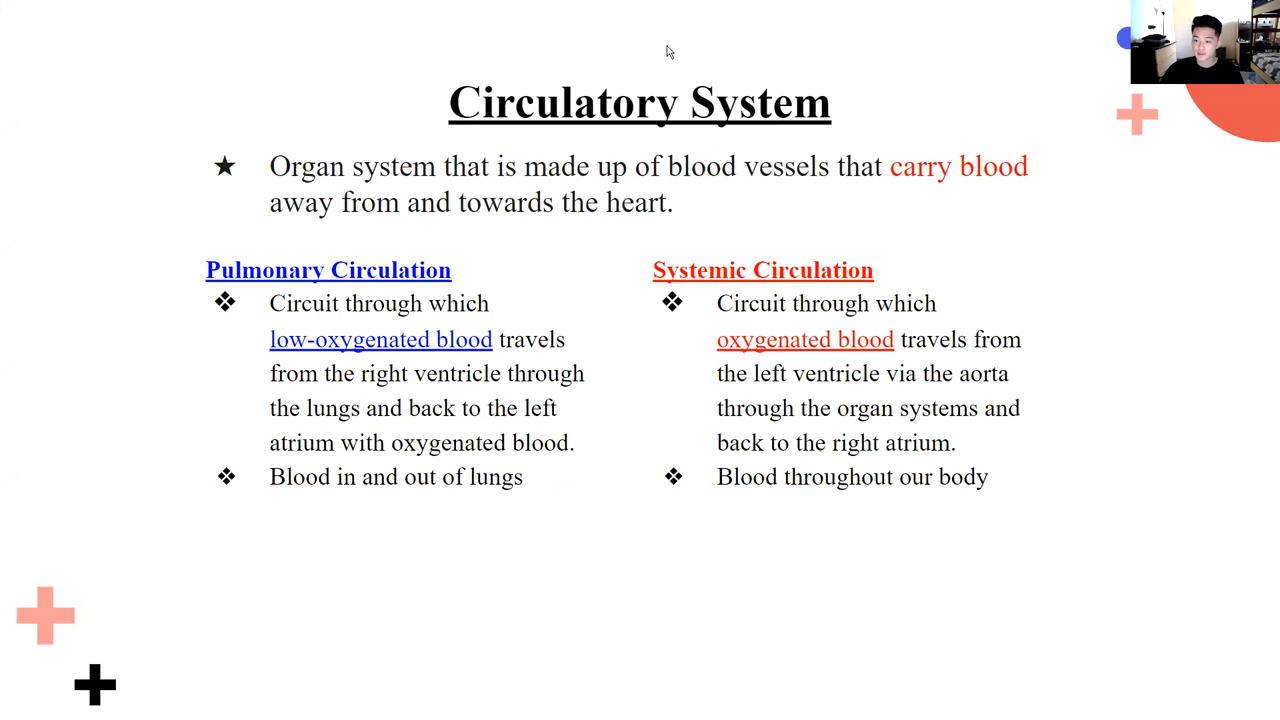 Circulatory System
★ Organ system that is made up of blood vessels that carry blood
away from and towards the heart.
Pulmonary Circulation
❖ Circuit through which
low-oxygenated blood travels
from the right ventricle through
the lungs and back to the left
atrium with oxygenated blood.
❖ Blood in and out of lungs
Systemic Circulation
❖ Circuit through which
oxygenated blood travels from
the left ventricle via the aorta
through the organ systems and
back to the right atrium.
❖ Blood throughout our body